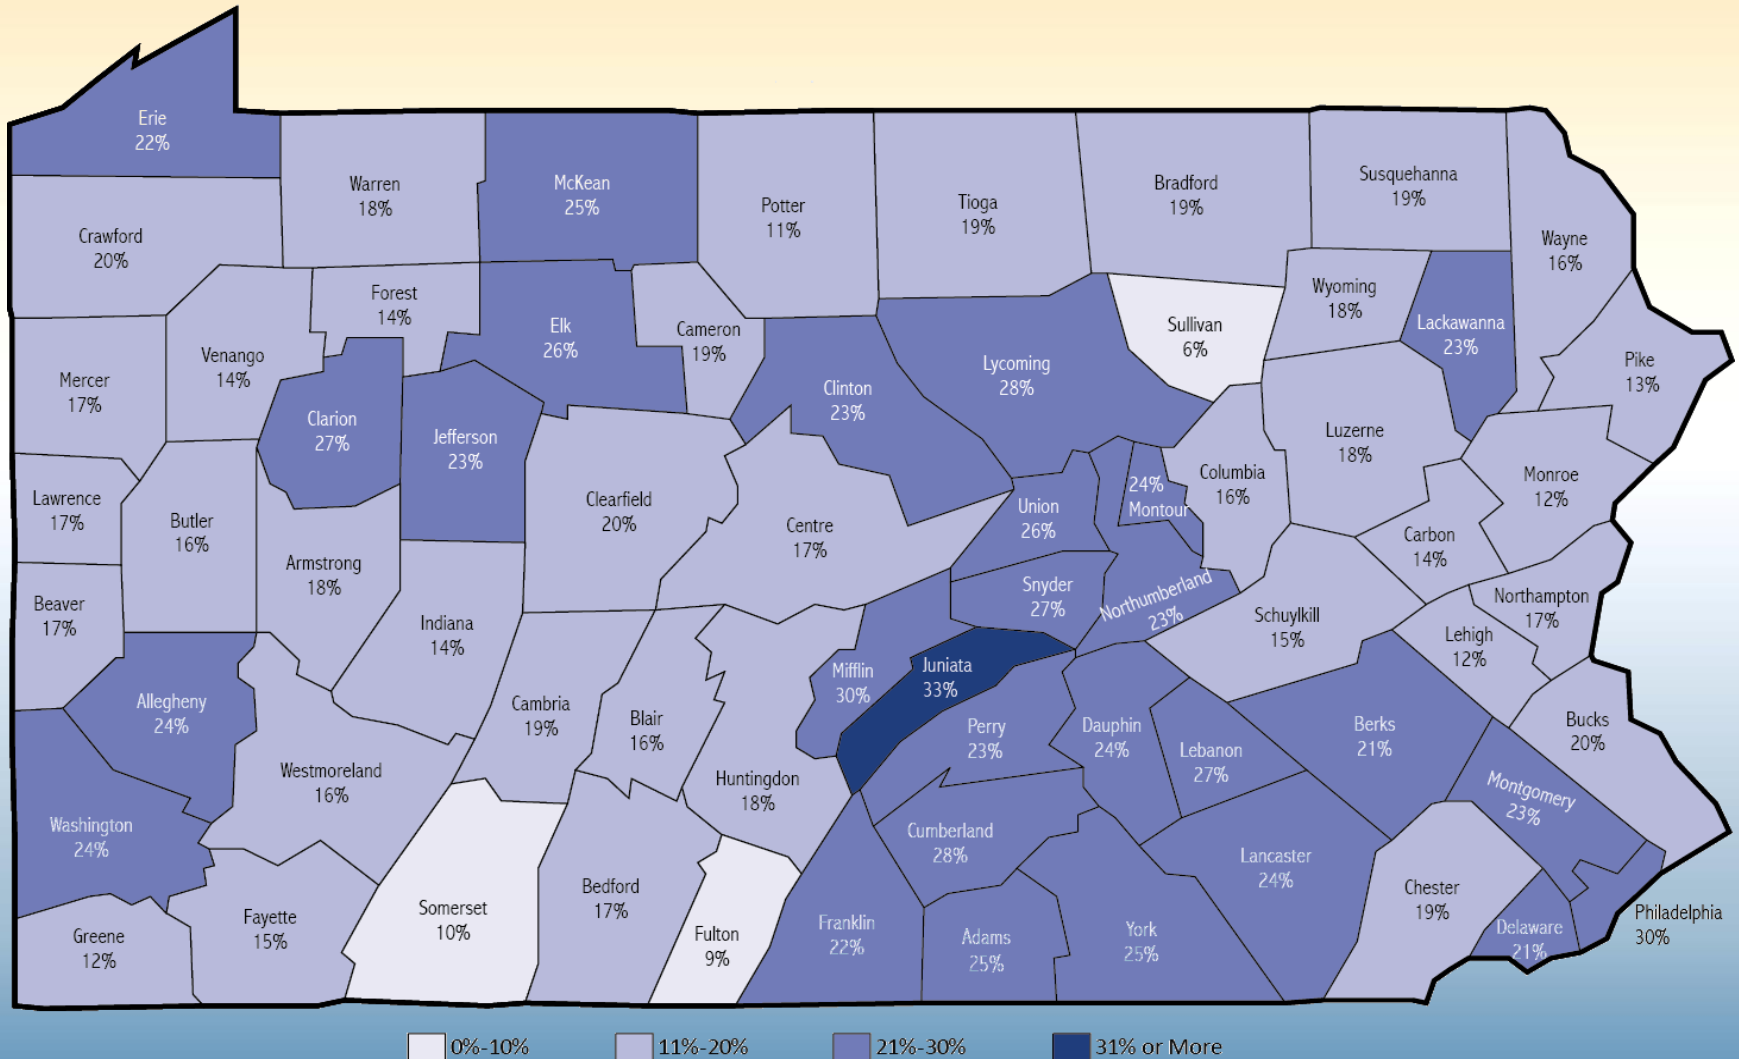 Erie
22%
Warren
18%
McKean
25%
Potter
11%
Tioga
19%
Bradford
19%
Susquehanna
19%
Wayne
16%
Crawford
20%
Forest
14%
Elk
26%
Cameron
19%
Sullivan
6%
Wyoming
18%
Lackawanna
23%
Pike
13%
Mercer
17%
Venango
14%
Clarion
27%
Jefferson
23%
Clinton
23%
Lycoming
28%
Luzerne
18%
Columbia
16%
Monroe
12%
Lawrence
17%
Butler
16%
Armstrong
18%
Clearfield
20%
Centre
17%
Union
26%
24%
Montour
Carbon
14%
Beaver
17%
Indiana
14%
Snyder
27%
Northumberland
23%
Schuylkill
15%
Northampton
17%
Lehigh
12%
Allegheny
24%
Cambria
19%
Blair
16%
Mifflin
30%
Juniata
33%
Perry
23%
Dauphin
24%
Lebanon
27%
Berks
21%
Bucks
20%
Westmoreland
16%
Huntingdon
18%
Montgomery
23%
Washington
24%
Cumberland
28%
Lancaster
24%
Chester
19%
Greene
12%
Fayette
15%
Somerset
10%
Bedford
17%
Fulton
9%
Franklin
22%
Adams
25%
York
25%
Delaware
21%
Philadelphia
30%
0%-10%
11%-20%
21%-30%
31% or More